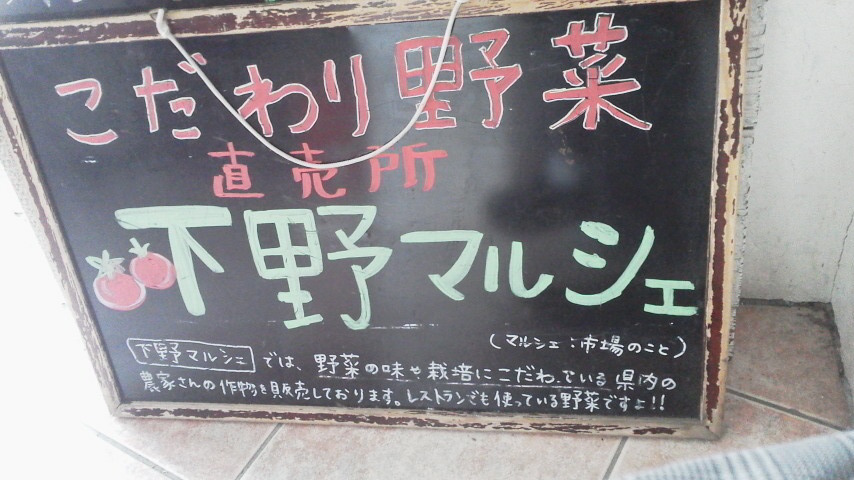 こだわり野菜
直売所
下野マルシェ
(マルシェ:市場のこと)
下野マルシェでは、野菜の味や栽培にこだわっている県内の
農家さんの作物を販売しております。レストランでも使っている野菜ですよ!!